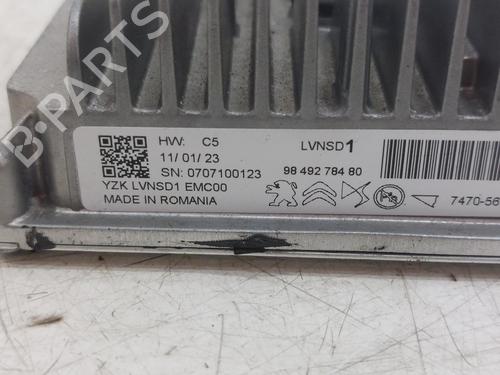 B-PARTS
HW: C5
LVNSD1
11/ 01/ 23
SN: 0707100123
98 492 784 80
YZK LVNSD1 EMC00
MADE IN ROMANIA
7470-56